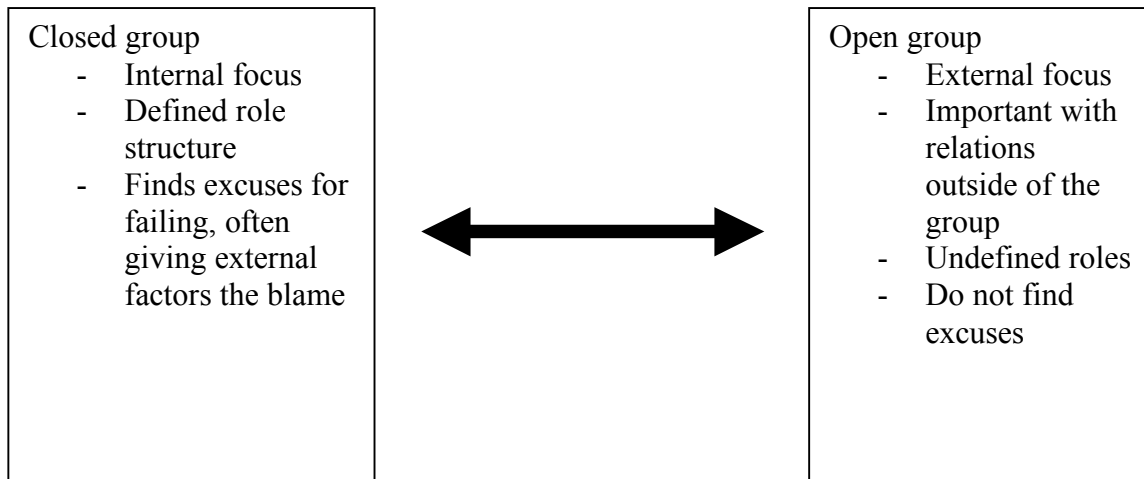 Closed group
- Internal focus
- Defined role
structure
- Finds excuses for
failing, often
giving external
factors the blame
Open group
- External focus
- Important with
relations
outside of the
group
- Undefined roles
- Do not find
excuses